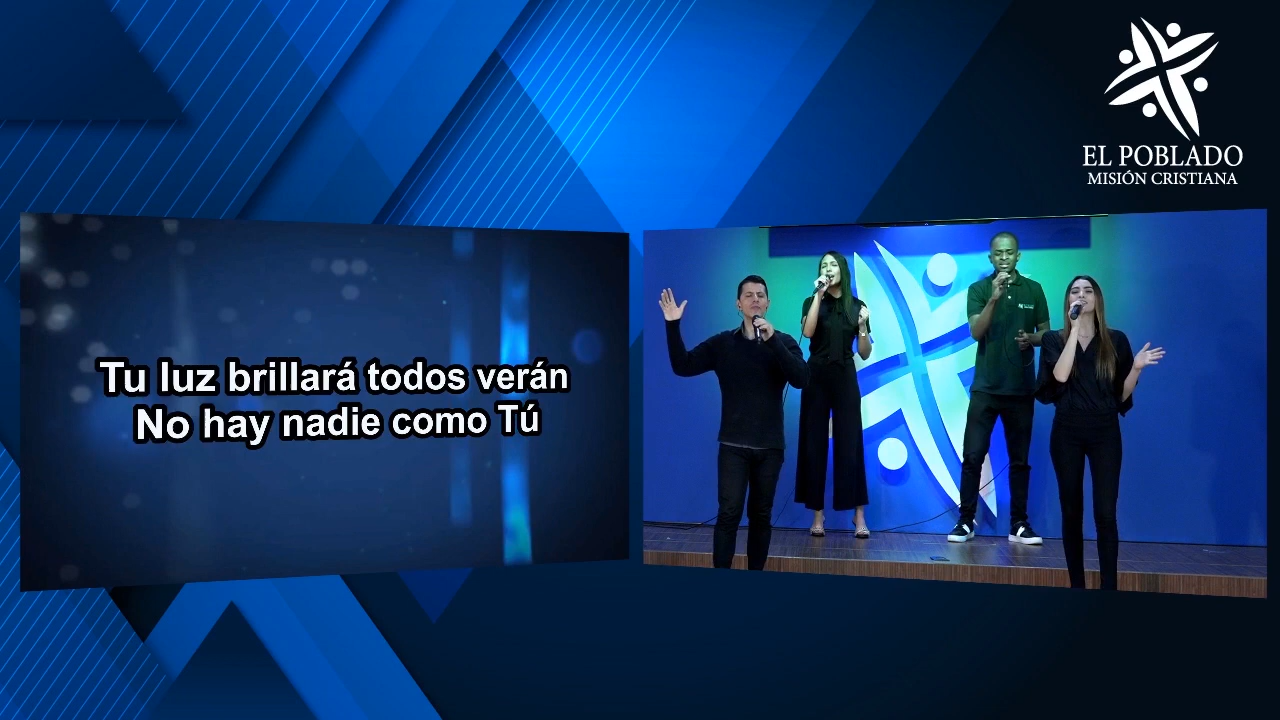 EL POBLADO
MISIÓN CRISTIANA
Tu luz brillará todos verán
No hay nadie como Tú